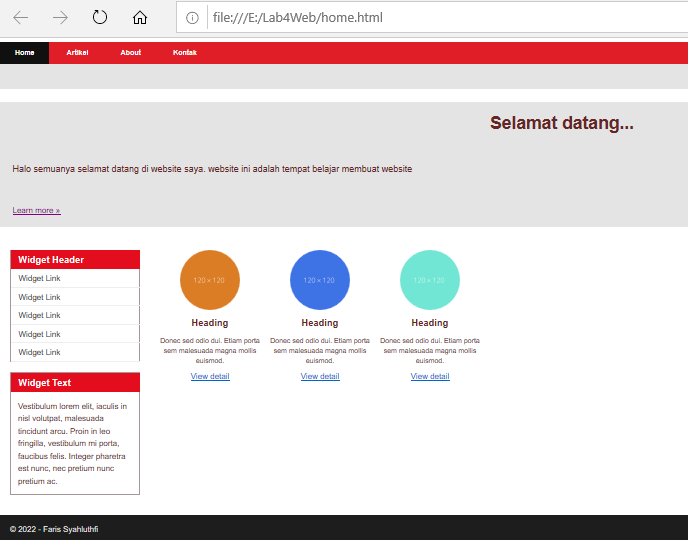 file:///E:/Lab4Web/home.html
Home Artikel About Kontak
Selamat datang...
Halo semuanya selamat datang di website saya. website ini adalah tempat belajar membuat website
Learn more »
Widget Header
Widget Link
Widget Link
Widget Link
Widget Link
Widget Link
Widget Text
Vestibulum lorem elit, iaculis in
nisl volutpat, malesuada
tincidunt arcu. Proin in leo
fringilla, vestibulum mi porta,
faucibus felis. Integer pharetra
est nunc, nec pretium nunc
pretium ac.
120 × 120
Heading
Donec sed odio dui. Etiam porta
sem malesuada magna mollis
euismod.
View detail
120 × 120
Heading
Donec sed odio dui. Etiam porta
sem malesuada magna mollis
euismod.
View detail
120 × 120
Heading
Donec sed odio dui. Etiam porta
sem malesuada magna mollis
euismod.
View detail
© 2022 - Faris Syahluthfi